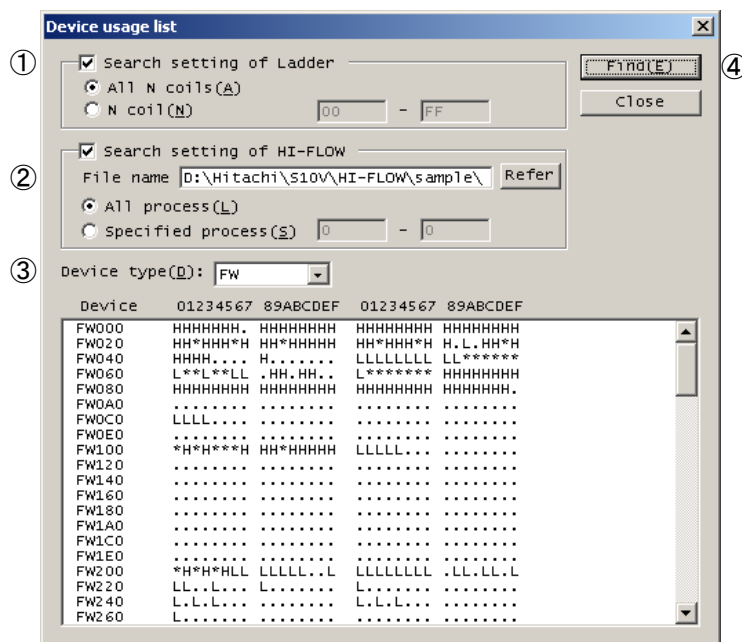 Device usage list
① Search setting of Ladder
All N coils(A)
N coil(N) 00 - FF
Find(E) ④
Close
② Search setting of HI-FLOW
File name D:\Hitachi\S10V\HI-FLOW\sample\ Refer
All process(L)
Specified process(S) 0 - 0
③ Device type(D): FW
Device 01234567 89ABCDEF 01234567 89ABCDEF
FW000 HHHHHHH. HHHHHHHH HHHHHHHH HHHHHHHH
FW020 HH*HHH*H HH*HHHHH HH*HHH*H H.L.HH*H
FW040 HHHH.... H....... LLLLLLLL LL******
FW060 L**L**LL .HH.HH.. L******* HHHHHHHH
FW080 HHHHHHHH HHHHHHHH HHHHHHHH HHHHHHH.
FW0A0 ........ ........ ........ ........
FW0C0 LLLL.... ........ ........ ........
FW0E0 ........ ........ ........ ........
FW100 *H*H***H HH*HHHHH LLLLL... ........
FW120 ........ ........ ........ ........
FW140 ........ ........ ........ ........
FW160 ........ ........ ........ ........
FW180 ........ ........ ........ ........
FW1A0 ........ ........ ........ ........
FW1C0 ........ ........ ........ ........
FW1E0 ........ ........ ........ ........
FW200 *H*H*HLL LLLLL..L LLLLLLLL .LL.LL.L
FW220 LL..L... L....... L....... ........
FW240 L.L.L... ........ L.L.L... ........
FW260 L....... ........ ........ ........